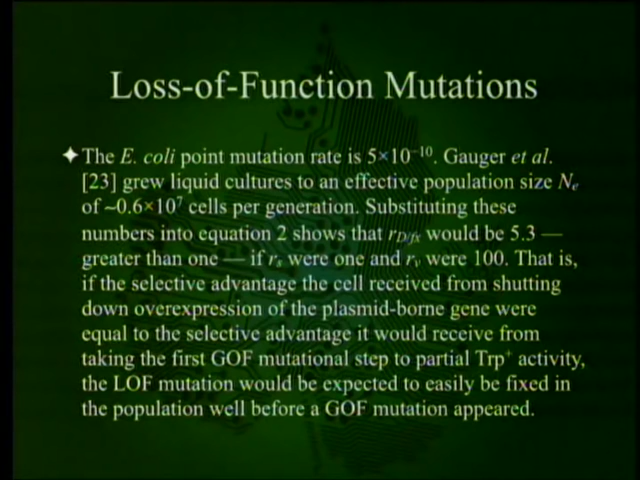 Loss-of-Function Mutations
✦The E. coli point mutation rate is 5×10⁻¹⁰. Gauger et al.
[23] grew liquid cultures to an effective population size Nₑ
of ~0.6×10⁷ cells per generation. Substituting these
numbers into equation 2 shows that r_D/fx would be 5.3 —
greater than one — if rₛ were one and rᵥ were 100. That is,
if the selective advantage the cell received from shutting
down overexpression of the plasmid-borne gene were
equal to the selective advantage it would receive from
taking the first GOF mutational step to partial Trp⁺ activity,
the LOF mutation would be expected to easily be fixed in
the population well before a GOF mutation appeared.